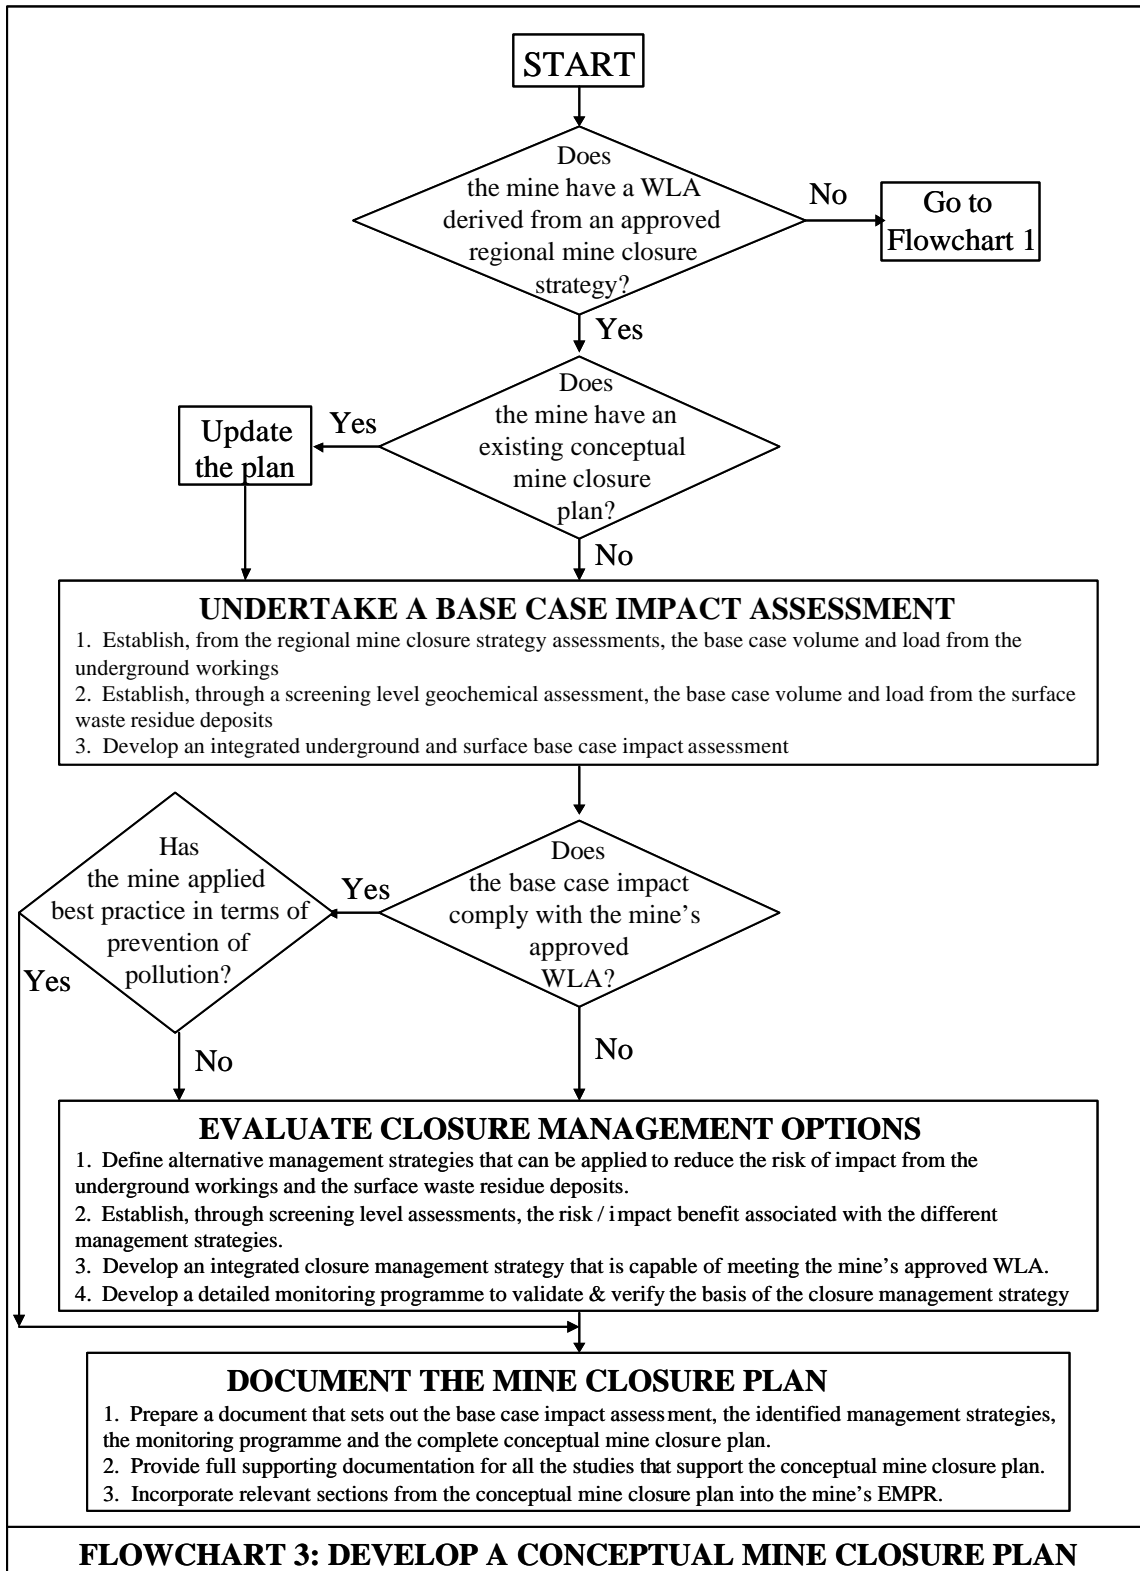 START
Does
the mine have a WLA
derived from an approved
regional mine closure
strategy?
No
Go to
Flowchart 1
Yes
Does
the mine have an
existing conceptual
mine closure
plan?
Yes
Update
the plan
No
UNDERTAKE A BASE CASE IMPACT ASSESSMENT
1. Establish, from the regional mine closure strategy assessments, the base case volume and load from the
underground workings
2. Establish, through a screening level geochemical assessment, the base case volume and load from the surface
waste residue deposits
3. Develop an integrated underground and surface base case impact assessment
Does
the base case impact
comply with the mine's
approved
WLA?
Yes
Has
the mine applied
best practice in terms of
prevention of
pollution?
Yes
No
No
EVALUATE CLOSURE MANAGEMENT OPTIONS
1. Define alternative management strategies that can be applied to reduce the risk of impact from the
underground workings and the surface waste residue deposits.
2. Establish, through screening level assessments, the risk / impact benefit associated with the different
management strategies.
3. Develop an integrated closure management strategy that is capable of meeting the mine's approved WLA.
4. Develop a detailed monitoring programme to validate & verify the basis of the closure management strategy
DOCUMENT THE MINE CLOSURE PLAN
1. Prepare a document that sets out the base case impact assessment, the identified management strategies,
the monitoring programme and the complete conceptual mine closure plan.
2. Provide full supporting documentation for all the studies that support the conceptual mine closure plan.
3. Incorporate relevant sections from the conceptual mine closure plan into the mine's EMPR.
FLOWCHART 3: DEVELOP A CONCEPTUAL MINE CLOSURE PLAN